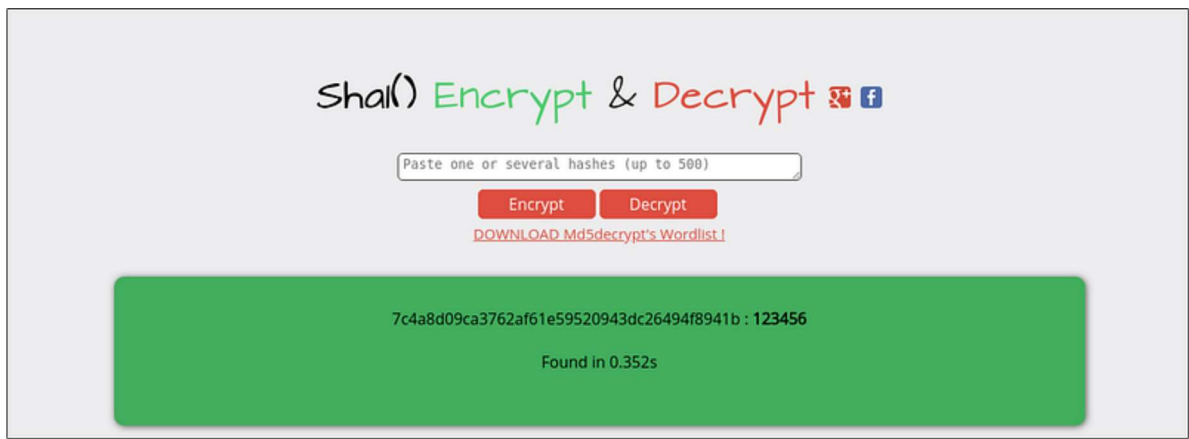 Sha1() Encrypt & Decrypt
Paste one or several hashes (up to 500)
Encrypt Decrypt
DOWNLOAD Md5decrypt's Wordlist !
7c4a8d09ca3762af61e59520943dc26494f8941b : 123456
Found in 0.352s